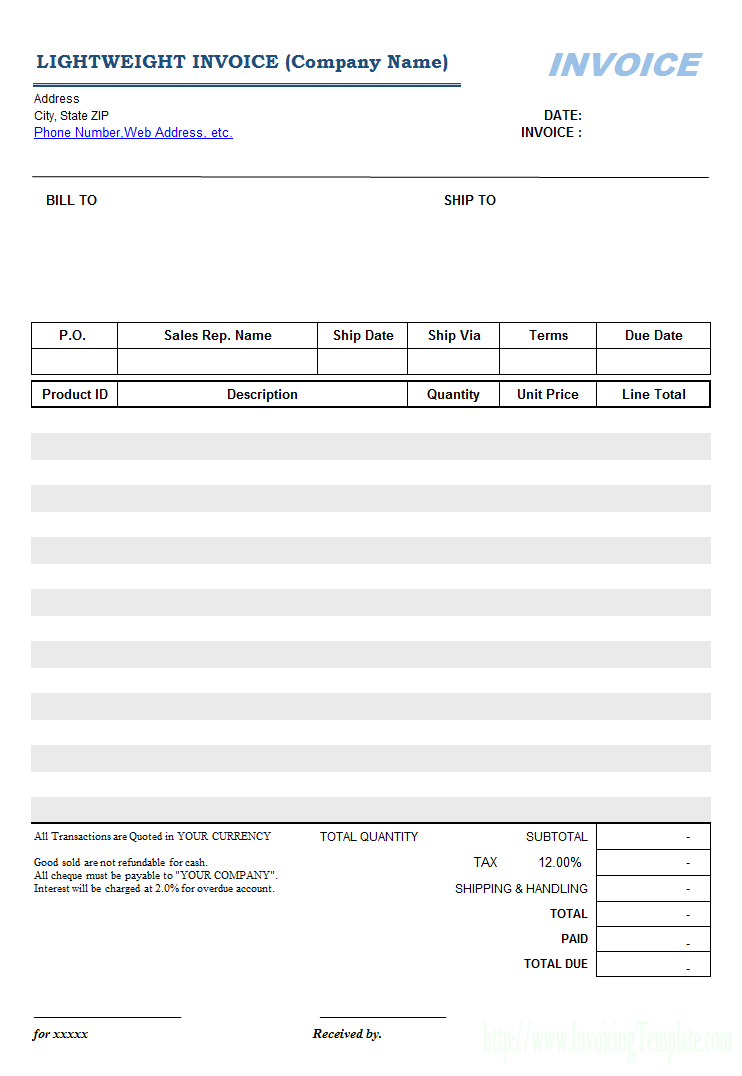 LIGHTWEIGHT INVOICE (Company Name)
INVOICE
Address
City, State ZIP
DATE:
Phone Number,Web Address, etc.
INVOICE :
BILL TO
SHIP TO
P.O. Sales Rep. Name Ship Date Ship Via Terms Due Date
Product ID Description Quantity Unit Price Line Total
All Transactions are Quoted in YOUR CURRENCY
TOTAL QUANTITY
SUBTOTAL -
TAX 12.00% -
Good sold are not refundable for cash.
All cheque must be payable to "YOUR COMPANY".
Interest will be charged at 2.0% for overdue account.
SHIPPING & HANDLING -
TOTAL -
PAID -
TOTAL DUE -
for xxxxx
Received by.
http://www.InvoicingTemplate.com